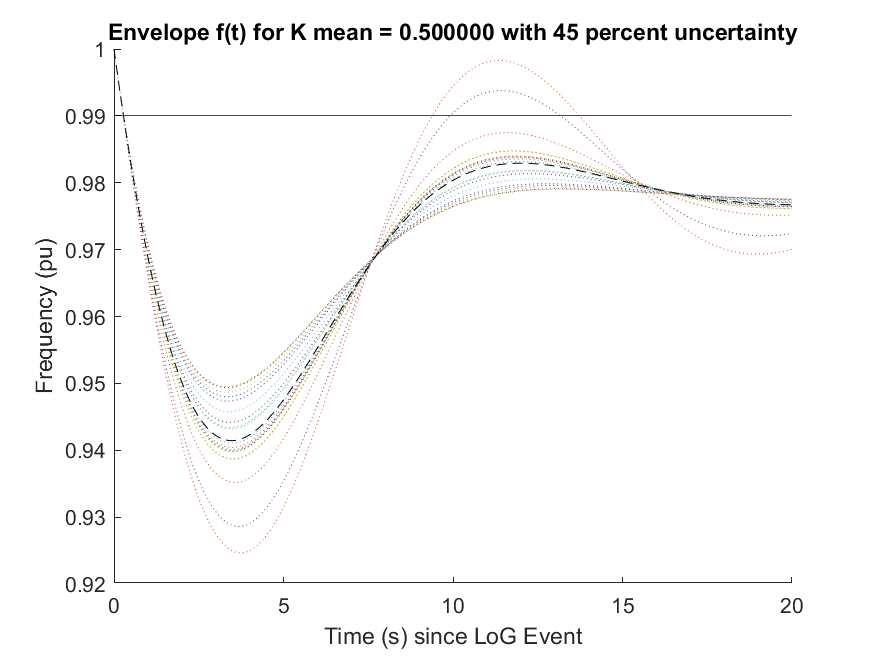 Envelope f(t) for K mean = 0.500000 with 45 percent uncertainty
1
0.99
0.98
0.97
0.96
0.95
0.94
0.93
0.92
Frequency (pu)
0 5 10 15 20
Time (s) since LoG Event